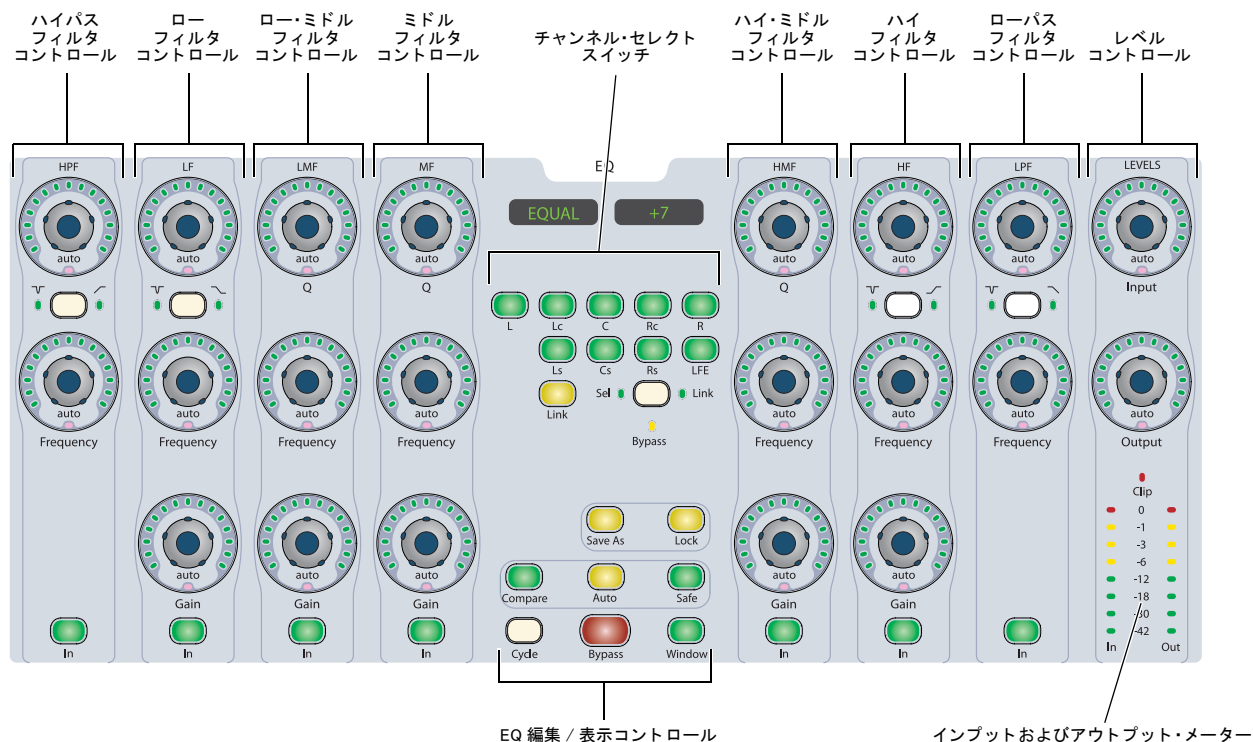 ハイパス
フィルタ
コントロール
ロー
フィルタ
コントロール
ロー・ミドル
フィルタ
コントロール
ミドル
フィルタ
コントロール
チャンネル・セレクト
スイッチ
ハイ・ミドル
フィルタ
コントロール
ハイ
フィルタ
コントロール
ローパス
フィルタ
コントロール
レベル
コントロール
HPF
LF
LMF
MF
EQ
HMF
HF
LPF
LEVELS
EQUAL
+7
auto
auto
auto
auto
auto
auto
auto
auto
Q
Q
Q
Input
L
Lc
C
Rc
R
Ls
Cs
Rs
LFE
Link
Sel
Link
Bypass
auto
auto
auto
auto
auto
auto
auto
auto
Frequency
Frequency
Frequency
Frequency
Frequency
Frequency
Frequency
Output
Clip
0
-1
-3
-6
-12
-18
-30
-42
In
Out
Save As
Lock
auto
auto
auto
auto
auto
Gain
Gain
Gain
Gain
Gain
Compare
Auto
Safe
In
In
In
In
Cycle
Bypass
Window
In
In
In
EQ 編集 / 表示コントロール
インプットおよびアウトプット・メーター